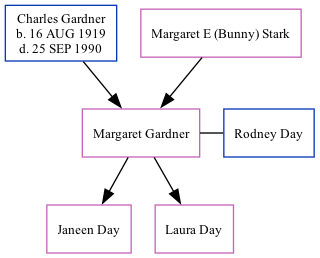 Charles Gardner
b. 16 AUG 1919
d. 25 SEP 1990
Margaret E (Bunny) Stark
Margaret Gardner
Rodney Day
Janeen Day
Laura Day